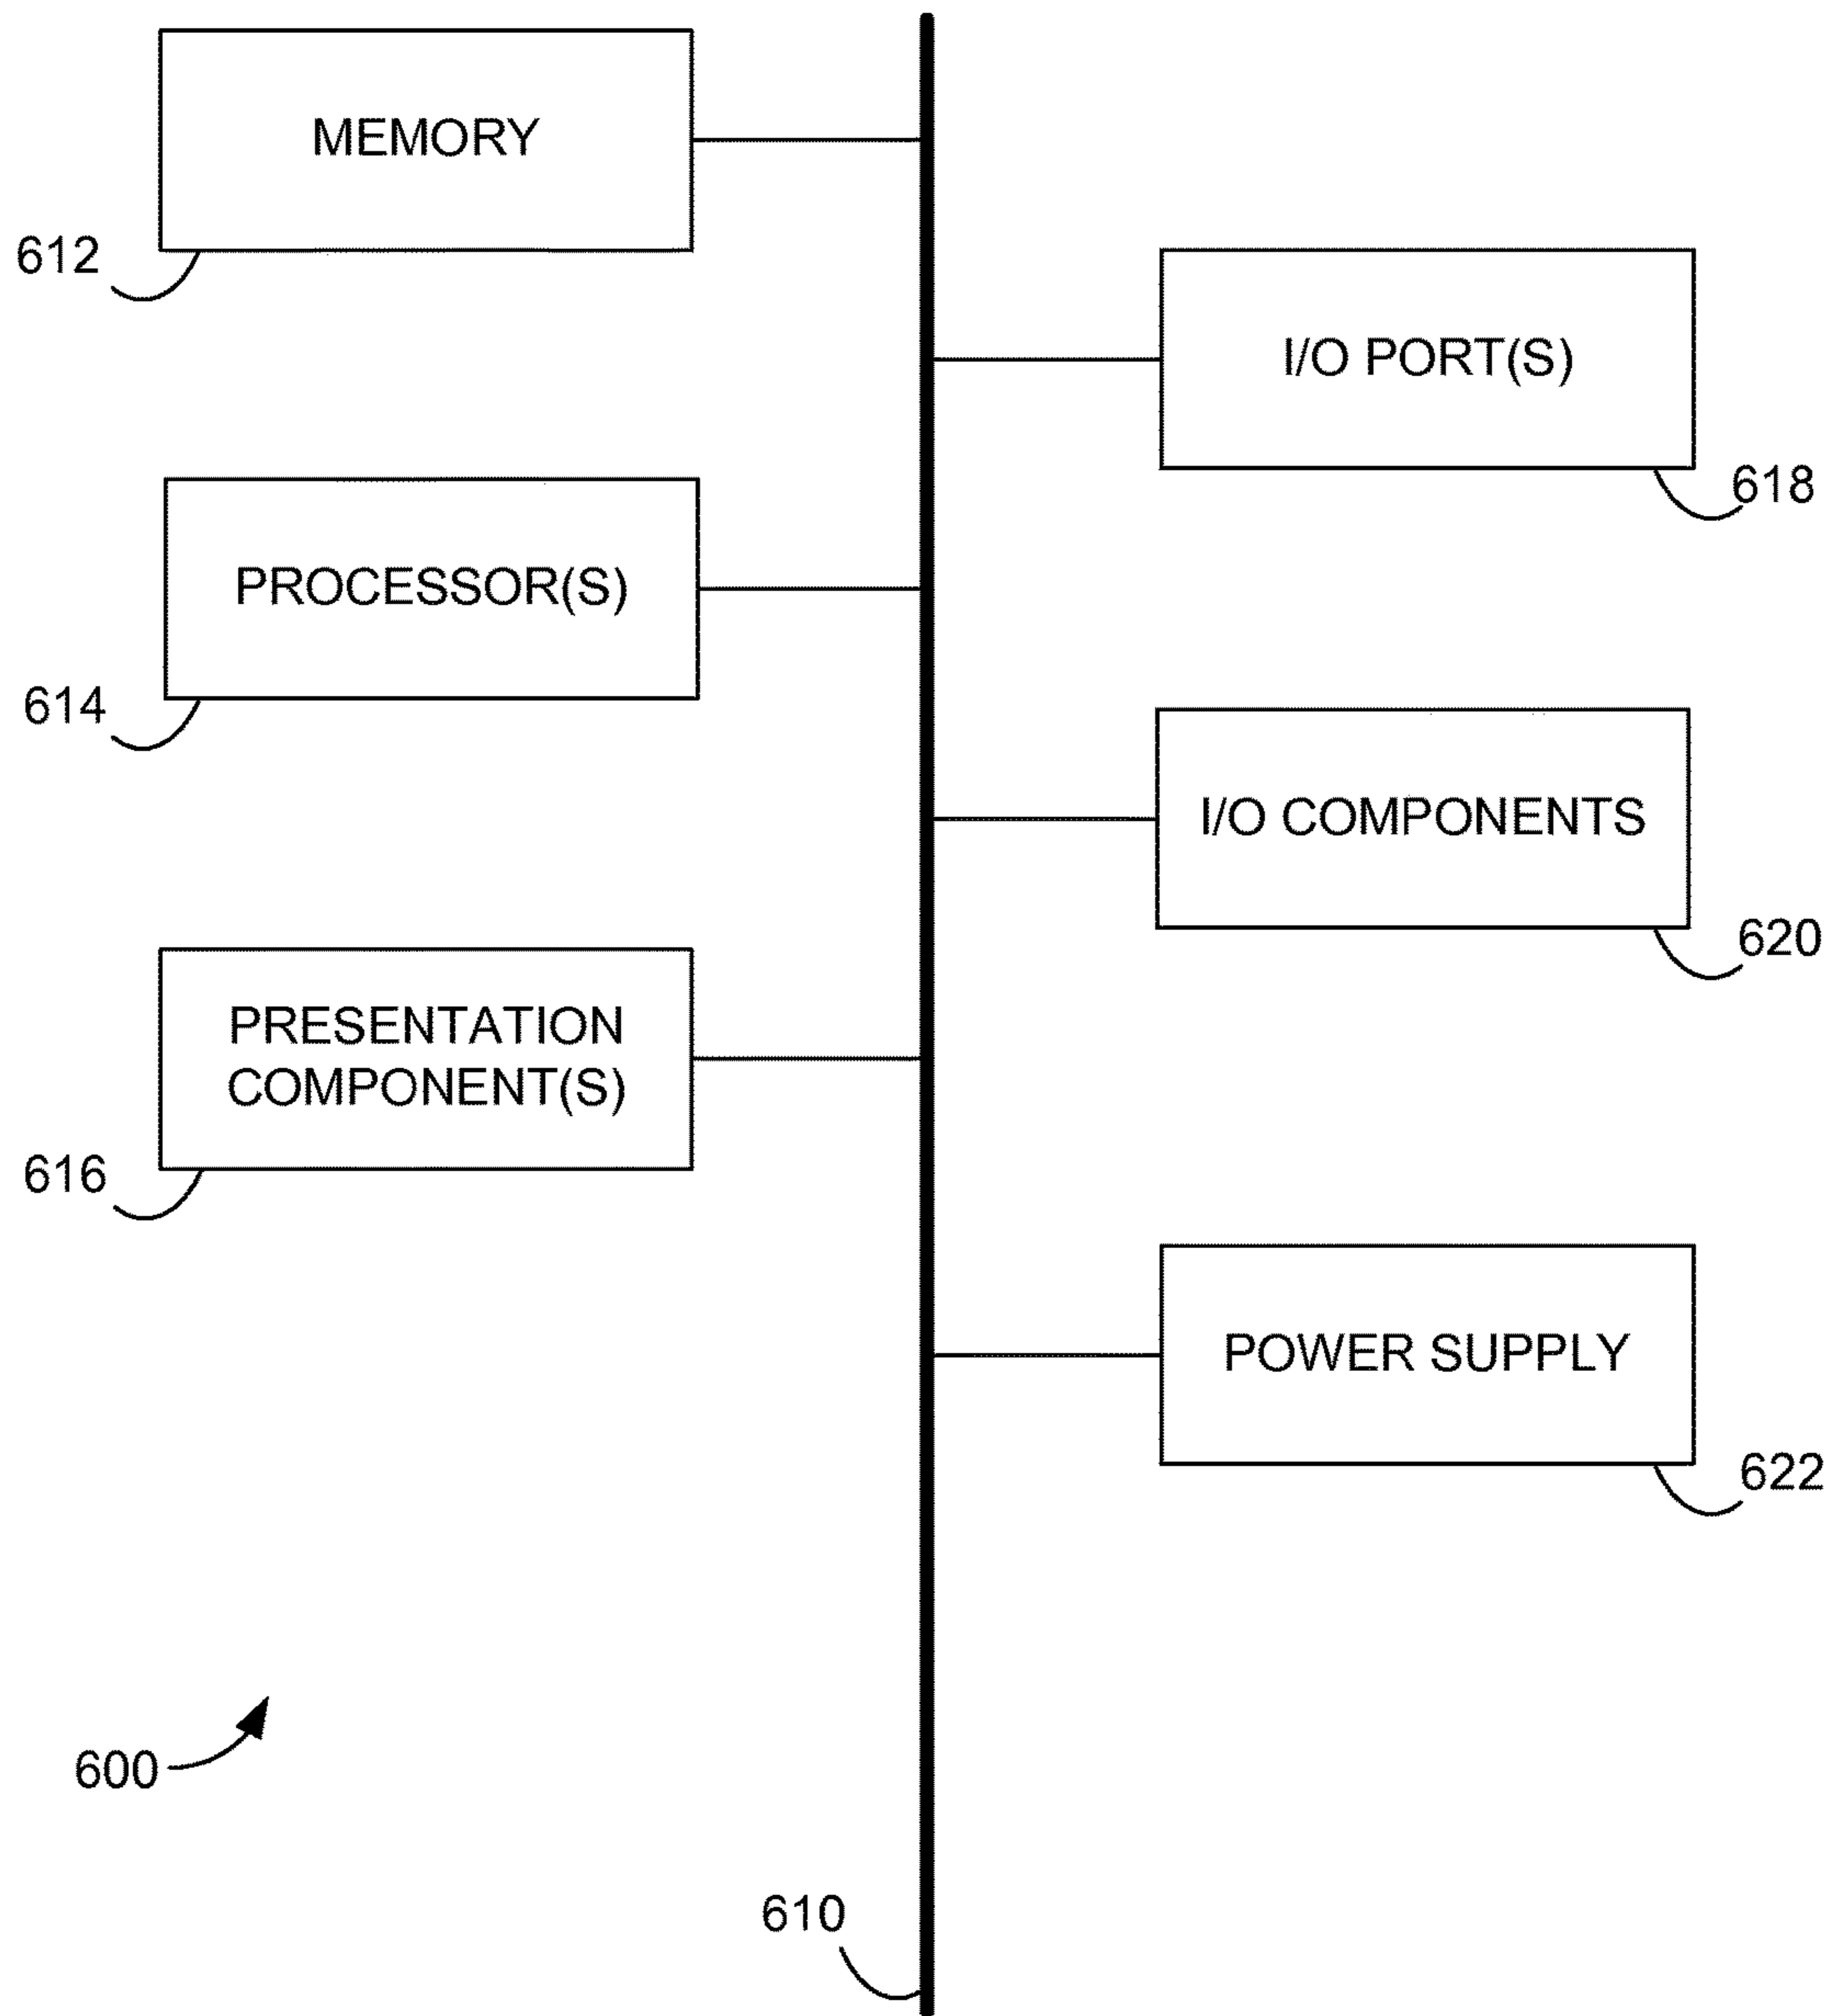 MEMORY
612
I/O PORT(S)
618
PROCESSOR(S)
614
I/O COMPONENTS
620
PRESENTATION
COMPONENT(S)
616
POWER SUPPLY
622
600
610